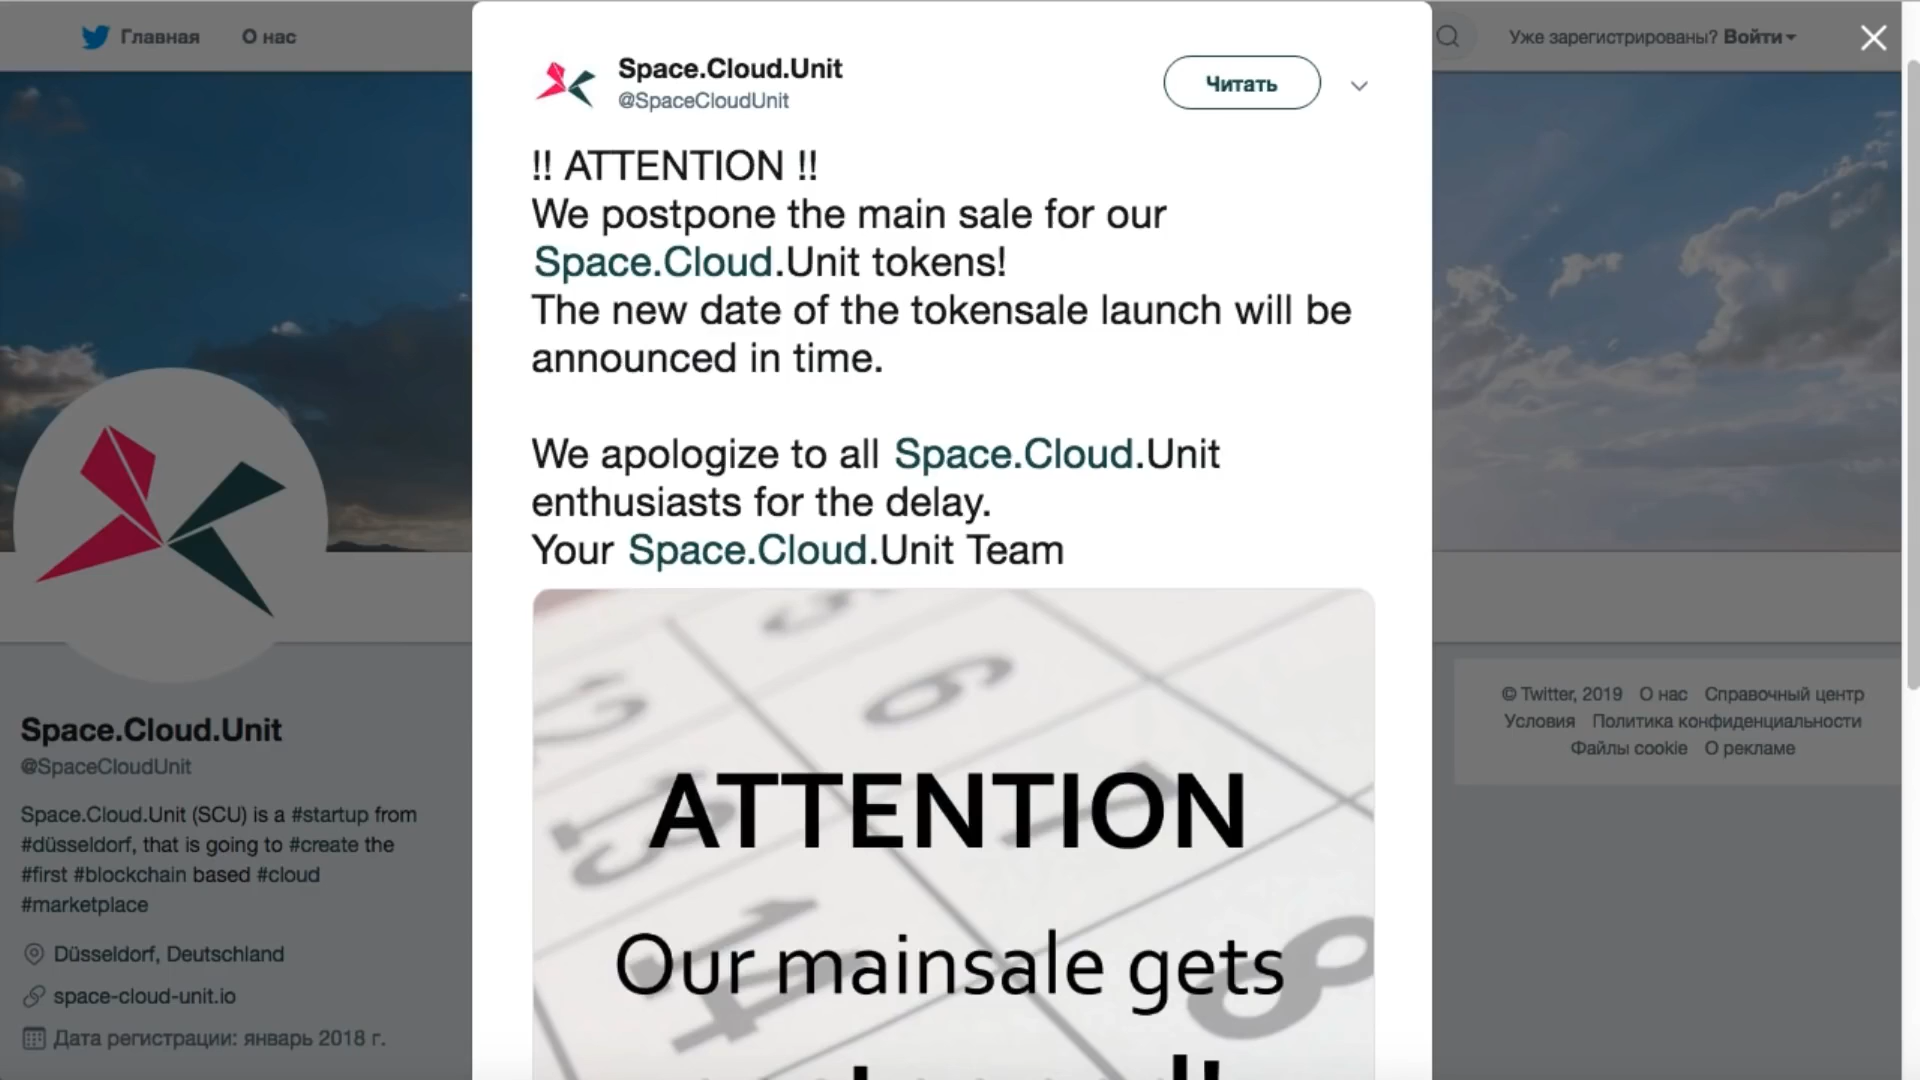 Главная О нас
Уже зарегистрированы? Войти
Space.Cloud.Unit
@SpaceCloudUnit
Читать
!! ATTENTION !!
We postpone the main sale for our
Space.Cloud.Unit tokens!
The new date of the tokensale launch will be
announced in time.
We apologize to all Space.Cloud.Unit
enthusiasts for the delay.
Your Space.Cloud.Unit Team
ATTENTION
Our mainsale gets
Space.Cloud.Unit
@SpaceCloudUnit
Space.Cloud.Unit (SCU) is a #startup from
#düsseldorf, that is going to #create the
#first #blockchain based #cloud
#marketplace
Düsseldorf, Deutschland
space-cloud-unit.io
Дата регистрации: январь 2018 г.
© Twitter, 2019 О нас Справочный центр
Условия Политика конфиденциальности
Файлы cookie О рекламе